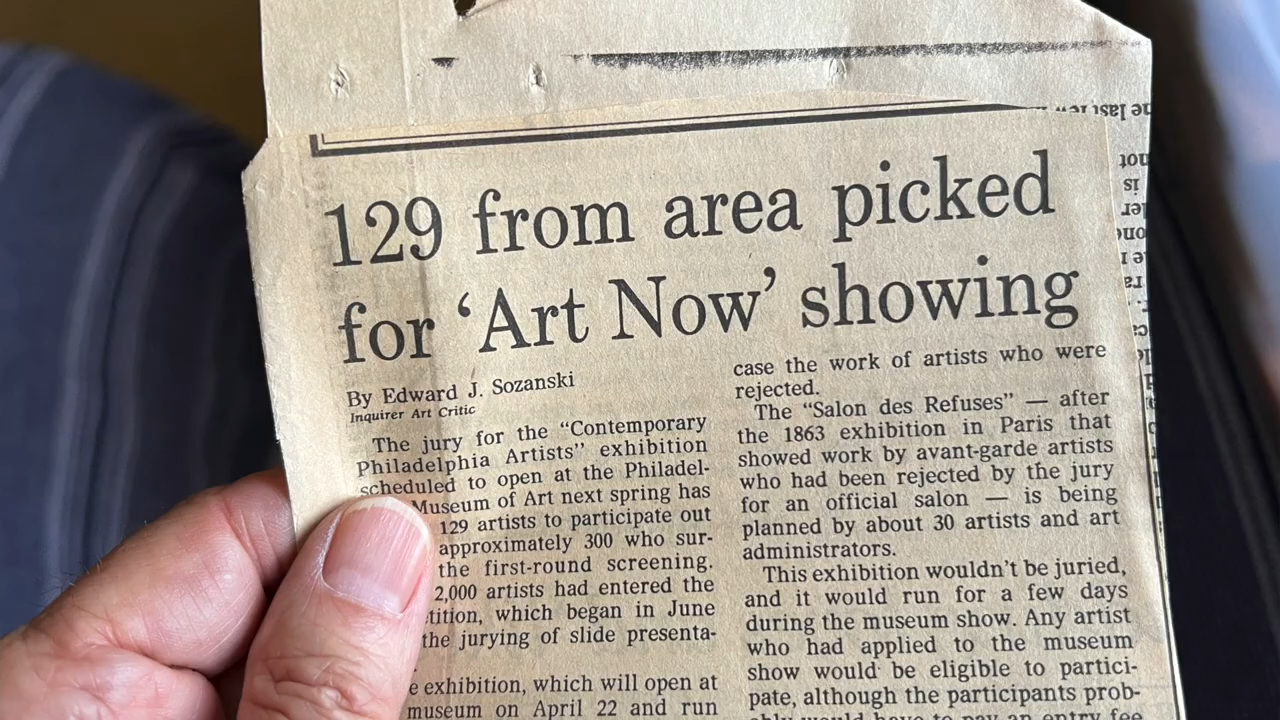 129 from area picked
for ‘Art Now’ showing
By Edward J. Sozanski
Inquirer Art Critic
The jury for the “Contemporary
Philadelphia Artists” exhibition
scheduled to open at the Philadel-
Museum of Art next spring has
129 artists to participate out
approximately 300 who sur-
the first-round screening.
2,000 artists had entered the
tition, which began in June
the jurying of slide presenta-
e exhibition, which will open at
museum on April 22 and run
case the work of artists who were
rejected.
The “Salon des Refuses” — after
the 1863 exhibition in Paris that
showed work by avant-garde artists
who had been rejected by the jury
for an official salon — is being
planned by about 30 artists and art
administrators.
This exhibition wouldn’t be juried,
and it would run for a few days
during the museum show. Any artist
who had applied to the museum
show would be eligible to partici-
pate, although the participants prob-
ably would have to pay an entry fee